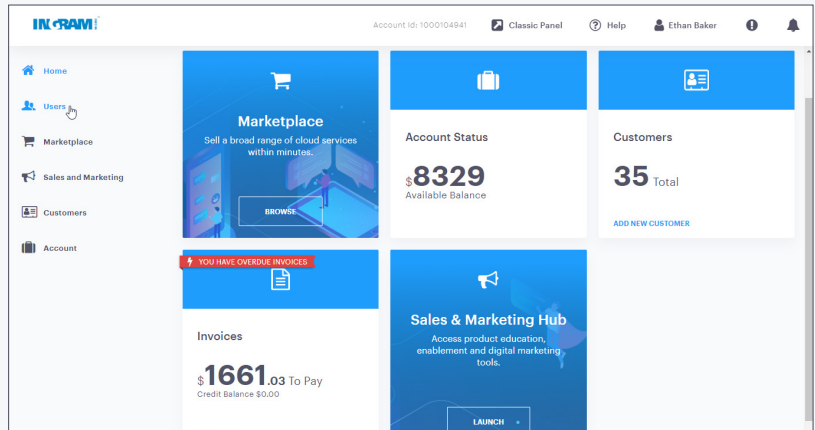 INGRAM
Account Id: 1000104941
Classic Panel
Help
Ethan Baker
Home
Users
Marketplace
Sales and Marketing
Customers
Account
Marketplace
Sell a broad range of cloud services
within minutes.
BROWSE
Account Status
$8329
Available Balance
Customers
35 Total
ADD NEW CUSTOMER
YOU HAVE OVERDUE INVOICES
Invoices
$1661.03 To Pay
Credit Balance $0.00
Sales & Marketing Hub
Access product education,
enablement and digital marketing
tools.
LAUNCH